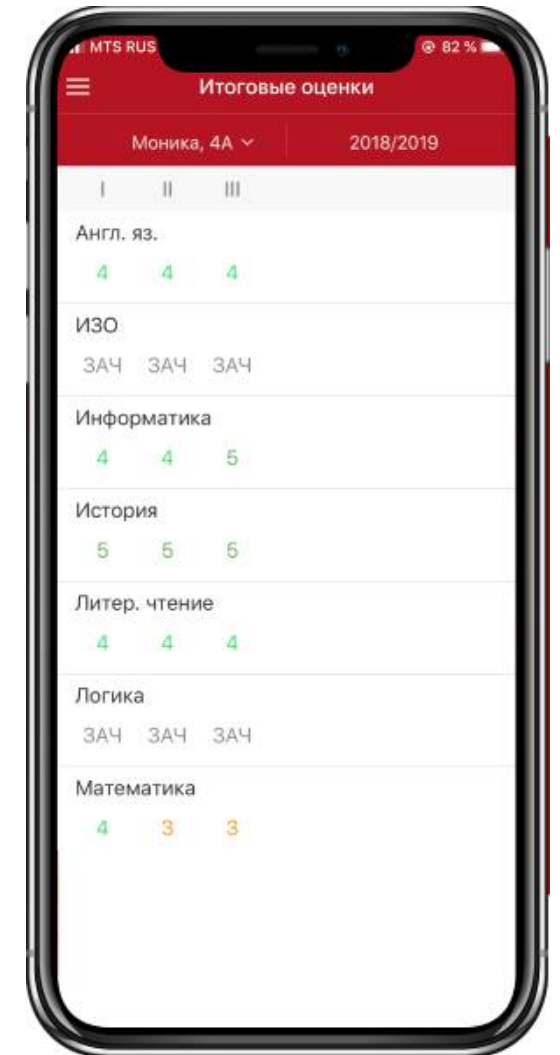 MTS RUS 82 %
Итоговые оценки
Моника, 4А 2018/2019
I II III
Англ. яз.
4 4 4
ИЗО
ЗАЧ ЗАЧ ЗАЧ
Информатика
4 4 5
История
5 5 5
Литер. чтение
4 4 4
Логика
ЗАЧ ЗАЧ ЗАЧ
Математика
4 3 3